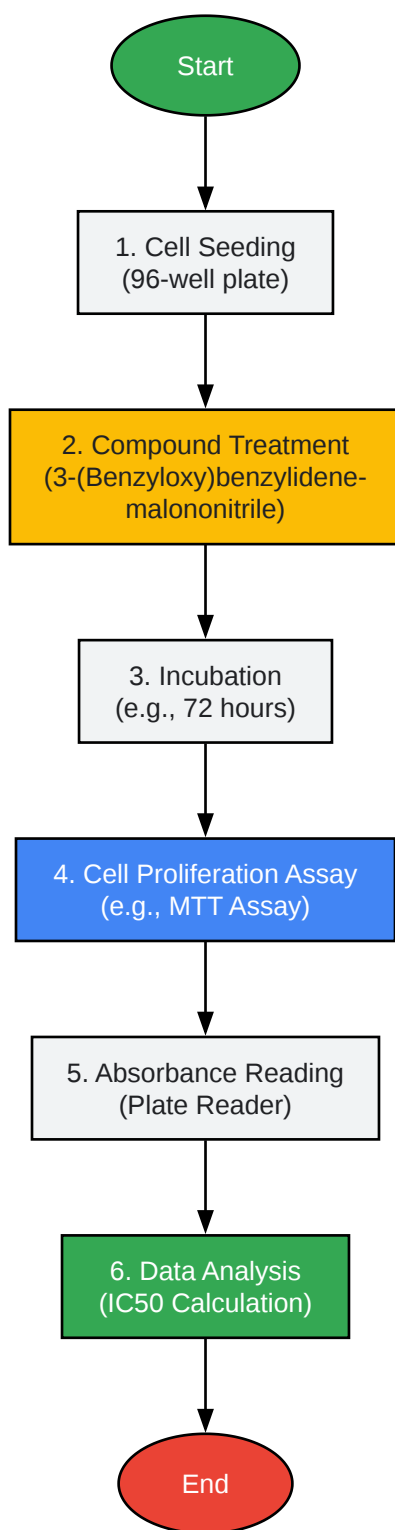 Start
1. Cell Seeding
(96-well plate)
2. Compound Treatment
(3-(Benzyloxy)benzylidene-
malononitrile)
3. Incubation
(e.g., 72 hours)
4. Cell Proliferation Assay
(e.g., MTT Assay)
5. Absorbance Reading
(Plate Reader)
6. Data Analysis
(IC50 Calculation)
End